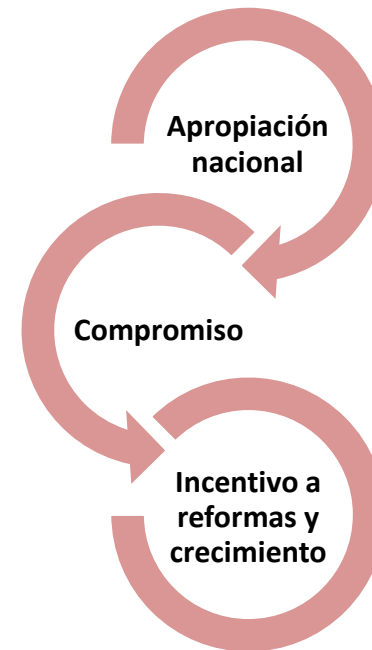 Apropiación
nacional
Compromiso
Incentivo a
reformas y
crecimiento